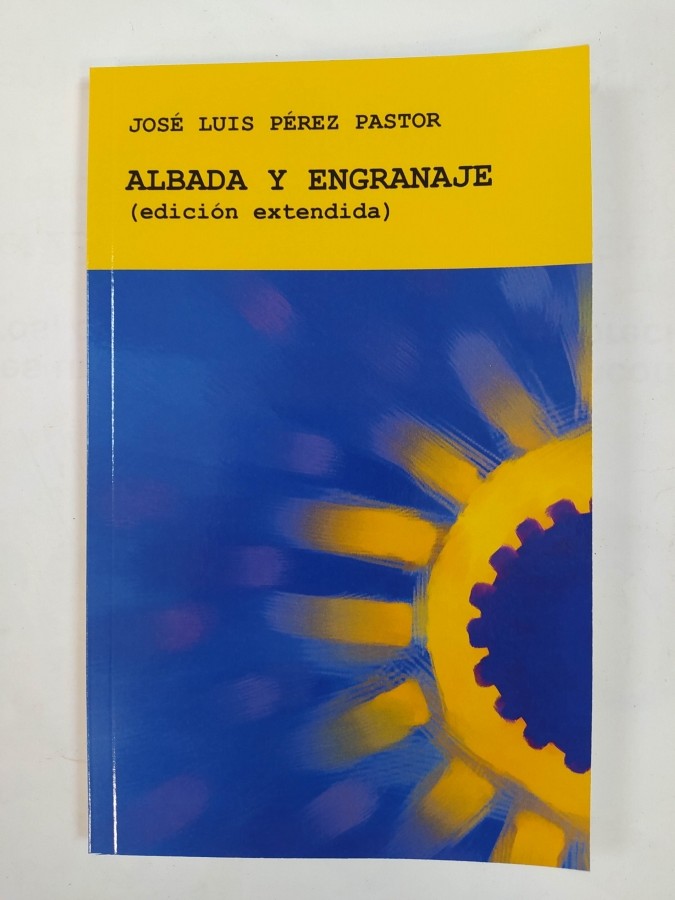 JOSÉ LUIS PÉREZ PASTOR
ALBADA Y ENGRANAJE
(edición extendida)